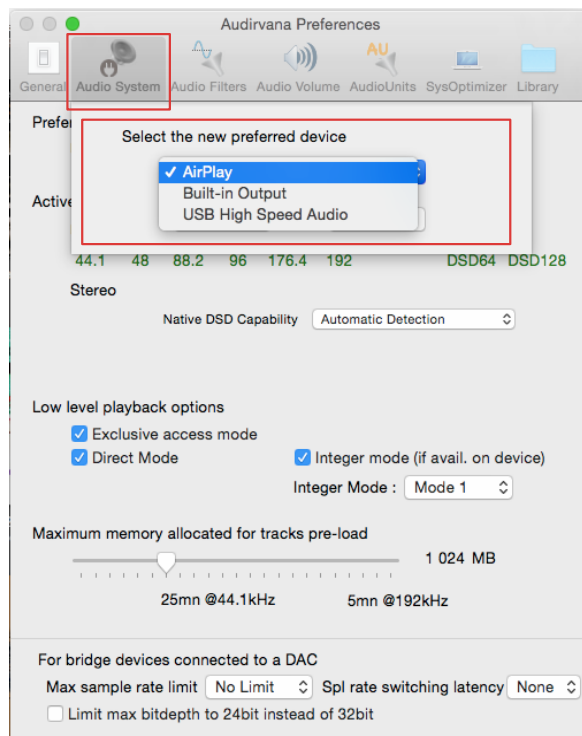 Audirvana Preferences
General Audio System Audio Filters Audio Volume AudioUnits SysOptimizer Library
AU
Prefer
Select the new preferred device
✓ AirPlay
Built-in Output
USB High Speed Audio
Active
44.1 48 88.2 96 176.4 192 DSD64 DSD128
Stereo
Native DSD Capability Automatic Detection
Low level playback options
Exclusive access mode
Direct Mode Integer mode (if avail. on device)
Integer Mode : Mode 1
Maximum memory allocated for tracks pre-load
1 024 MB
25mn @44.1kHz 5mn @192kHz
For bridge devices connected to a DAC
Max sample rate limit No Limit Spl rate switching latency None
Limit max bitdepth to 24bit instead of 32bit